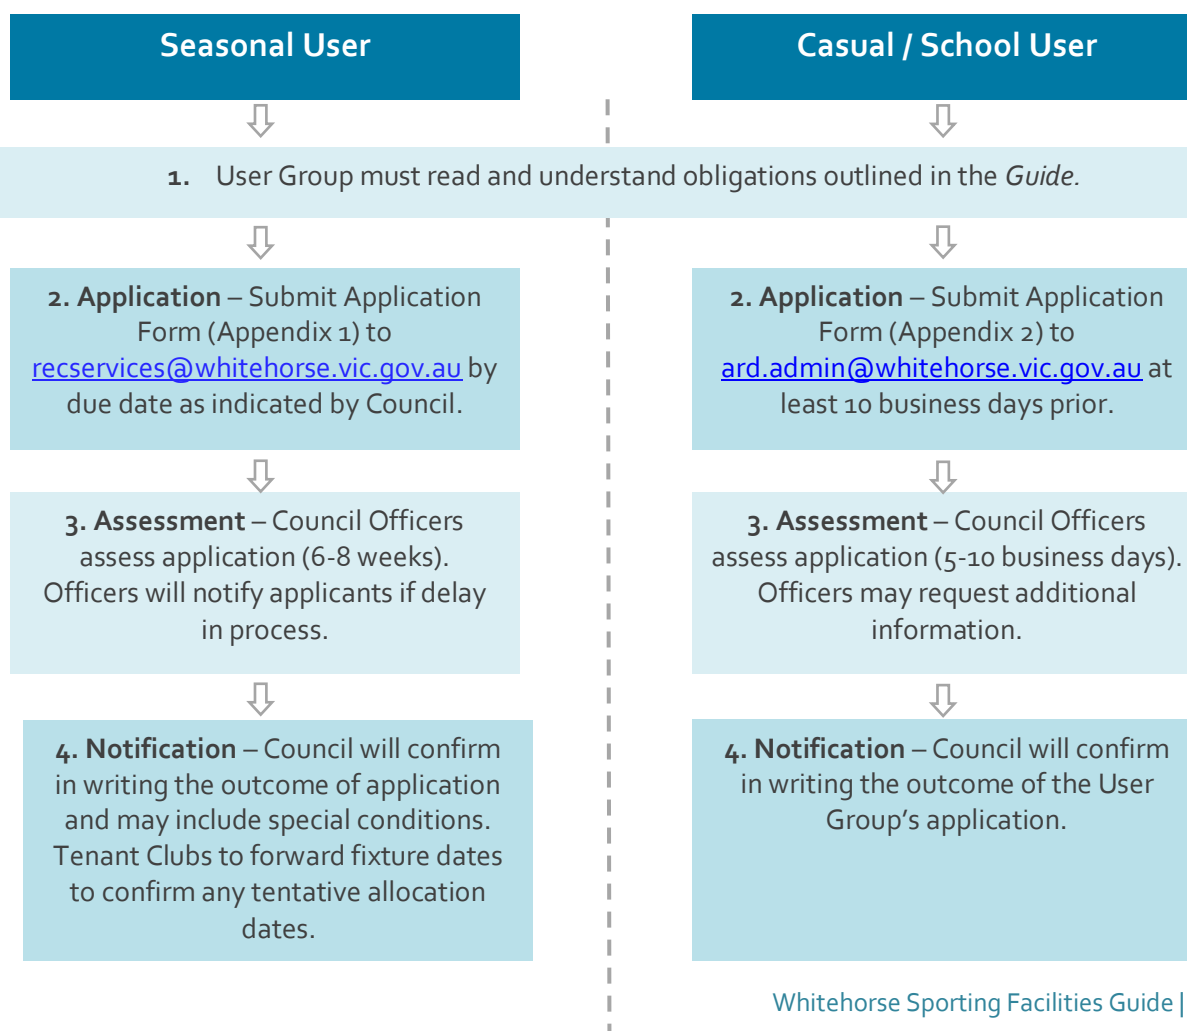 Seasonal User
Casual / School User
1. User Group must read and understand obligations outlined in the Guide.
2. Application – Submit Application
Form (Appendix 1) to
recservices@whitehorse.vic.gov.au by
due date as indicated by Council.
2. Application – Submit Application
Form (Appendix 2) to
ard.admin@whitehorse.vic.gov.au at
least 10 business days prior.
3. Assessment – Council Officers
assess application (6-8 weeks).
Officers will notify applicants if delay
in process.
3. Assessment – Council Officers
assess application (5-10 business days).
Officers may request additional
information.
4. Notification – Council will confirm
in writing the outcome of application
and may include special conditions.
Tenant Clubs to forward fixture dates
to confirm any tentative allocation
dates.
4. Notification – Council will confirm
in writing the outcome of the User
Group's application.
Whitehorse Sporting Facilities Guide |